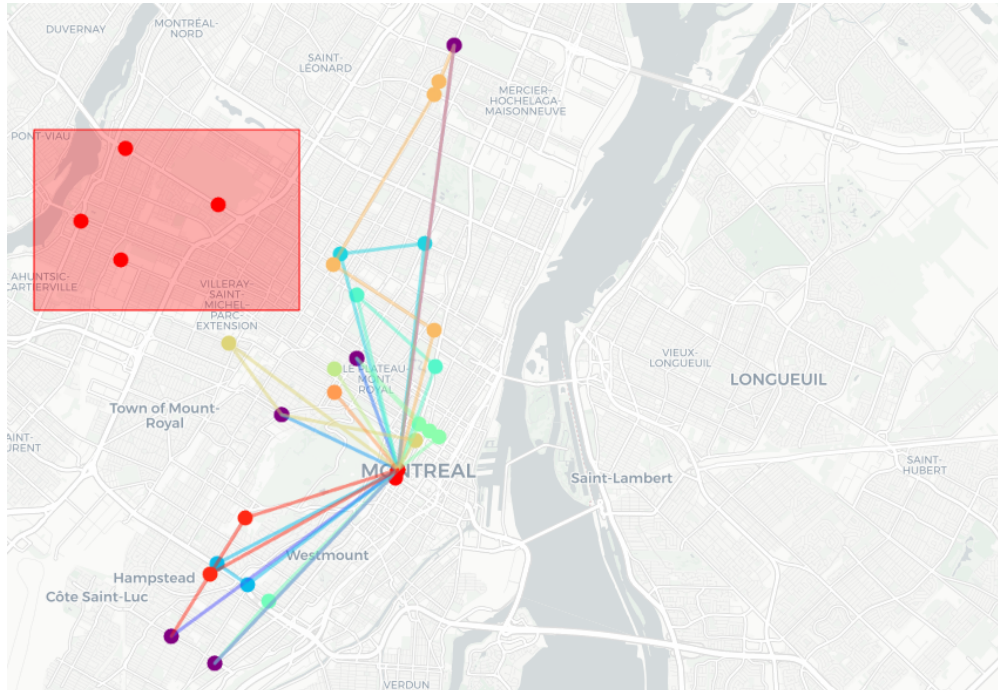 DUVERNAY
MONTRÉAL-
NORD
SAINT-
LÉONARD
MERCIER-
HOCHELAGA-
MAISONNEUVE
PONT-VIAU
AHUNTSIC-
CARTIERVILLE
VILLERAY-
SAINT-
MICHEL-
PARC-
EXTENSION
LE PLATEAU-
MONT-
ROYAL
VIEUX-
LONGUEUIL
LONGUEUIL
Town of Mount-
Royal
AINT-
URENT
MONTREAL
Saint-Lambert
SAINT-
HUBERT
Westmount
Hampstead
Côte Saint-Luc
VERDUN